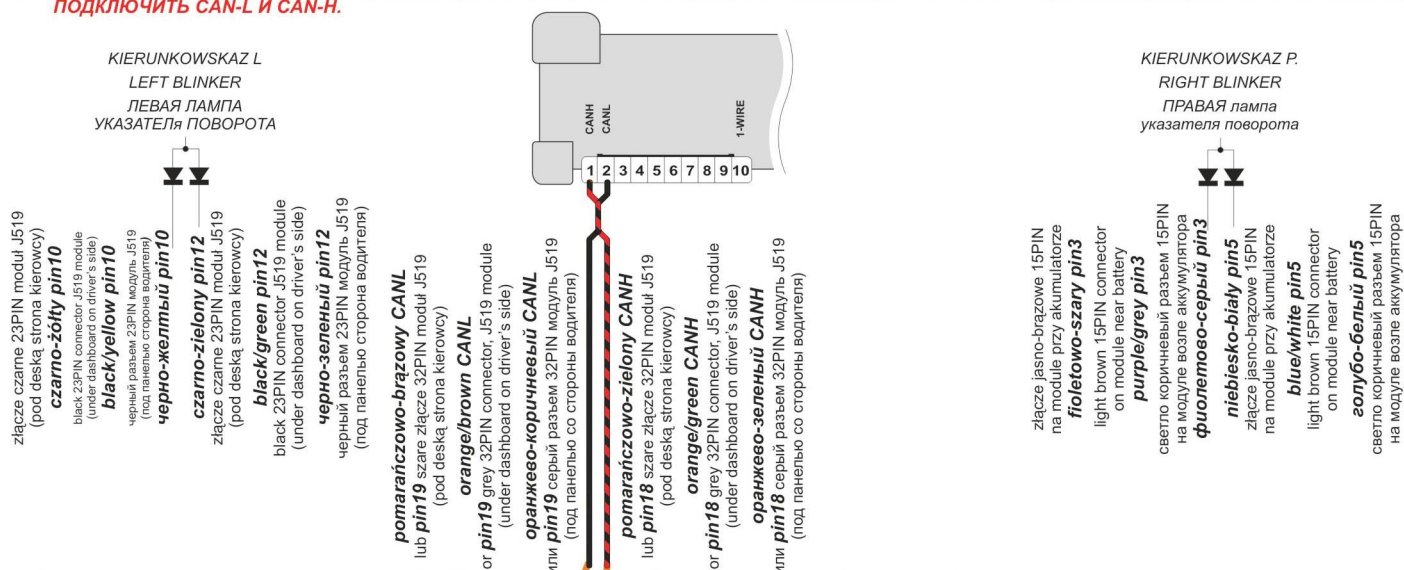 ПОДКЛЮЧИТЬ CAN-L И CAN-H.
KIERUNKOWSKAZ L
LEFT BLINKER
ЛЕВАЯ ЛАМПА
УКАЗАТЕЛя ПОВОРОТА
złącze czarne 23PIN moduł J519
(pod deską strona kierowcy)
czarno-żółty pin10
black 23PIN connector J519 module
(under dashboard on driver's side)
black/yellow pin10
черный разъем 23PIN модуль J519
(под панелью сторона водителя)
черно-желтый pin10
czarno-zielony pin12
złącze czarne 23PIN moduł J519
(pod deską strona kierowcy)
black/green pin12
black 23PIN connector J519 module
(under dashboard on driver's side)
черно-зеленый pin12
черный разъем 23PIN модуль J519
(под панелью сторона водителя)
CANH
CANL
1-WIRE
1 2 3 4 5 6 7 8 9 10
pomarańczowo-brązowy CANL
lub pin19 szare złącze 32PIN moduł J519
(pod deską strona kierowcy)
orange/brown CANL
or pin19 grey 32PIN connector, J519 module
(under dashboard on driver's side)
оранжево-коричневый CANL
или pin19 серый разъем 32PIN модуль J519
(под панелью со стороны водителя)
pomarańczowo-zielony CANH
lub pin18 szare złącze 32PIN moduł J519
(pod deską strona kierowcy)
orange/green CANH
or pin18 grey 32PIN connector, J519 module
(under dashboard on driver's side)
оранжево-зеленый CANH
или pin18 серый разъем 32PIN модуль J519
(под панелью со стороны водителя)
KIERUNKOWSKAZ P.
RIGHT BLINKER
ПРАВАЯ лампа
указателя поворота
złącze jasno-brązowe 15PIN
na module przy akumulatorze
fioletowo-szary pin3
light brown 15PIN connector
on module near battery
purple/grey pin3
светло коричневый разъем 15PIN
на модуле возле аккумулятора
фиолетово-серый pin3
niebiesko-biały pin5
złącze jasno-brązowe 15PIN
na module przy akumulatorze
blue/white pin5
light brown 15PIN connector
on module near battery
голубо-белый pin5
светло коричневый разъем 15PIN
на модуле возле аккумулятора